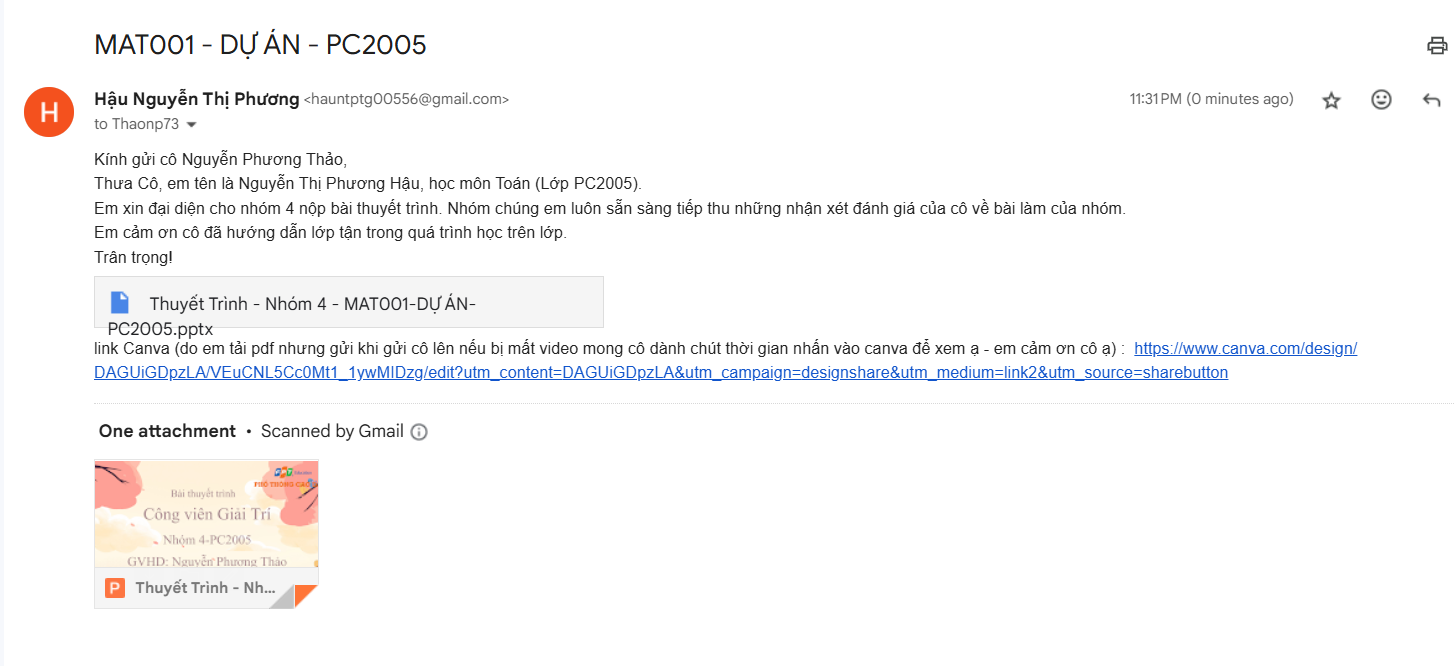 MAT001 - DỰ ÁN - PC2005
H
Hậu Nguyễn Thị Phương <hauntptg00556@gmail.com>
11:31 PM (0 minutes ago)
to Thaonp73
Kính gửi cô Nguyễn Phương Thảo,
Thưa Cô, em tên là Nguyễn Thị Phương Hậu, học môn Toán (Lớp PC2005).
Em xin đại diện cho nhóm 4 nộp bài thuyết trình. Nhóm chúng em luôn sẵn sàng tiếp thu những nhận xét đánh giá của cô về bài làm của nhóm.
Em cảm ơn cô đã hướng dẫn lớp tận trong quá trình học trên lớp.
Trân trọng!
Thuyết Trình - Nhóm 4 - MAT001-DỰ ÁN-
PC2005.pptx
link Canva (do em tải pdf nhưng gửi khi gửi cô lên nếu bị mất video mong cô dành chút thời gian nhấn vào canva để xem ạ - em cảm ơn cô ạ) : https://www.canva.com/design/
DAGUiGDpzLA/VEuCNL5Cc0Mt1_1ywMIDzg/edit?utm_content=DAGUiGDpzLA&utm_campaign=designshare&utm_medium=link2&utm_source=sharebutton
One attachment • Scanned by Gmail
FPT Education
PHỔ THÔNG CAO
Bài thuyết trình
Công viên Giải Trí
Nhóm 4-PC2005
GVHD: Nguyễn Phương Thảo
P
Thuyết Trình - Nh...